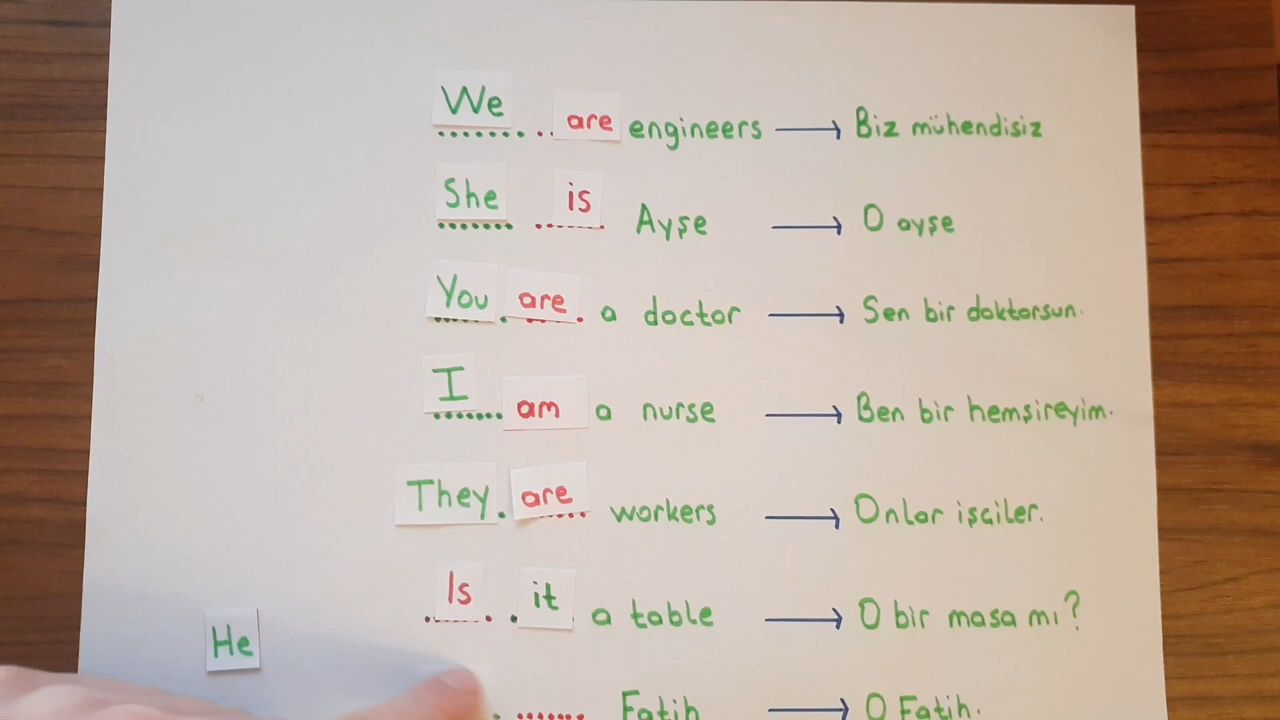 We are engineers → Biz mühendisiz
She is Ayşe → O ayşe
You are a doctor → Sen bir doktorsun.
I am a nurse → Ben bir hemşireyim.
They are workers → Onlar işçiler.
Is it a table → O bir masa mı?
He
Fatih → O Fatih.